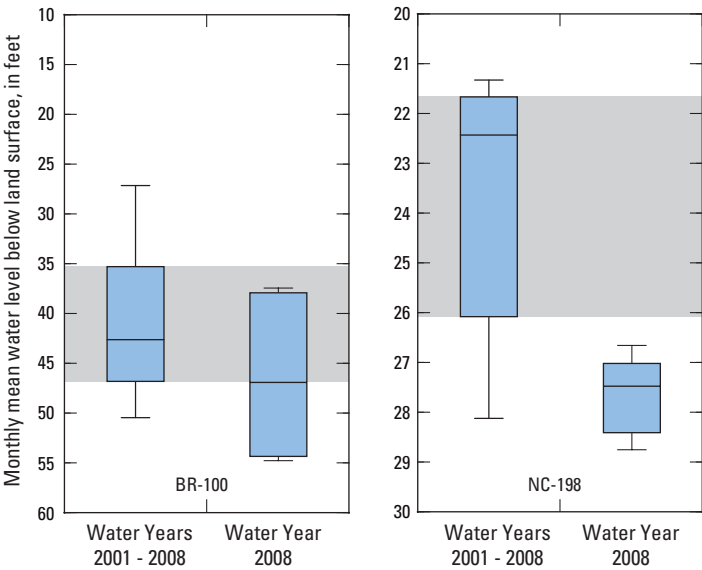 Monthly mean water level below land surface, in feet
10
15
20
25
30
35
40
45
50
55
60
BR-100
Water Years
2001 - 2008
Water Year
2008
20
21
22
23
24
25
26
27
28
29
30
NC-198
Water Years
2001 - 2008
Water Year
2008